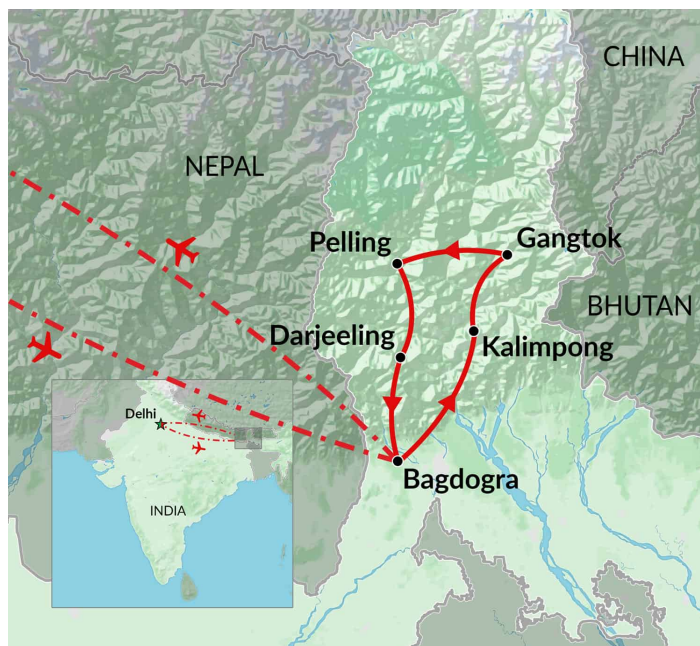 CHINA
NEPAL
Pelling
Gangtok
BHUTAN
Darjeeling
Kalimpong
Delhi
Bagdogra
INDIA